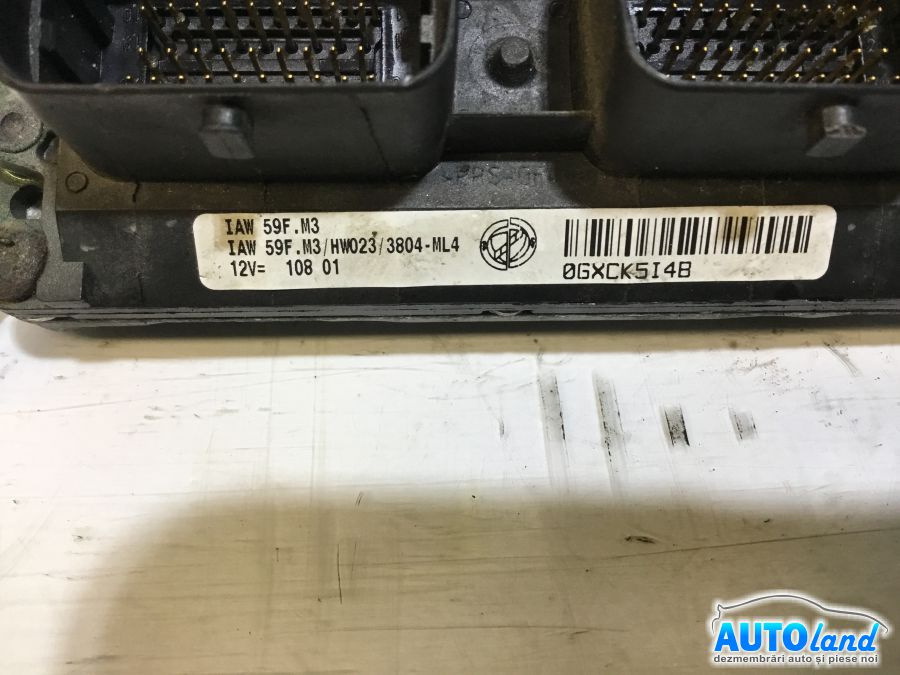 IAW 59F.M3
IAW 59F.M3/HW023/3804-ML4
12V= 108 01
0GXCK5I4B
AUTOland
dezmembrări auto și piese noi